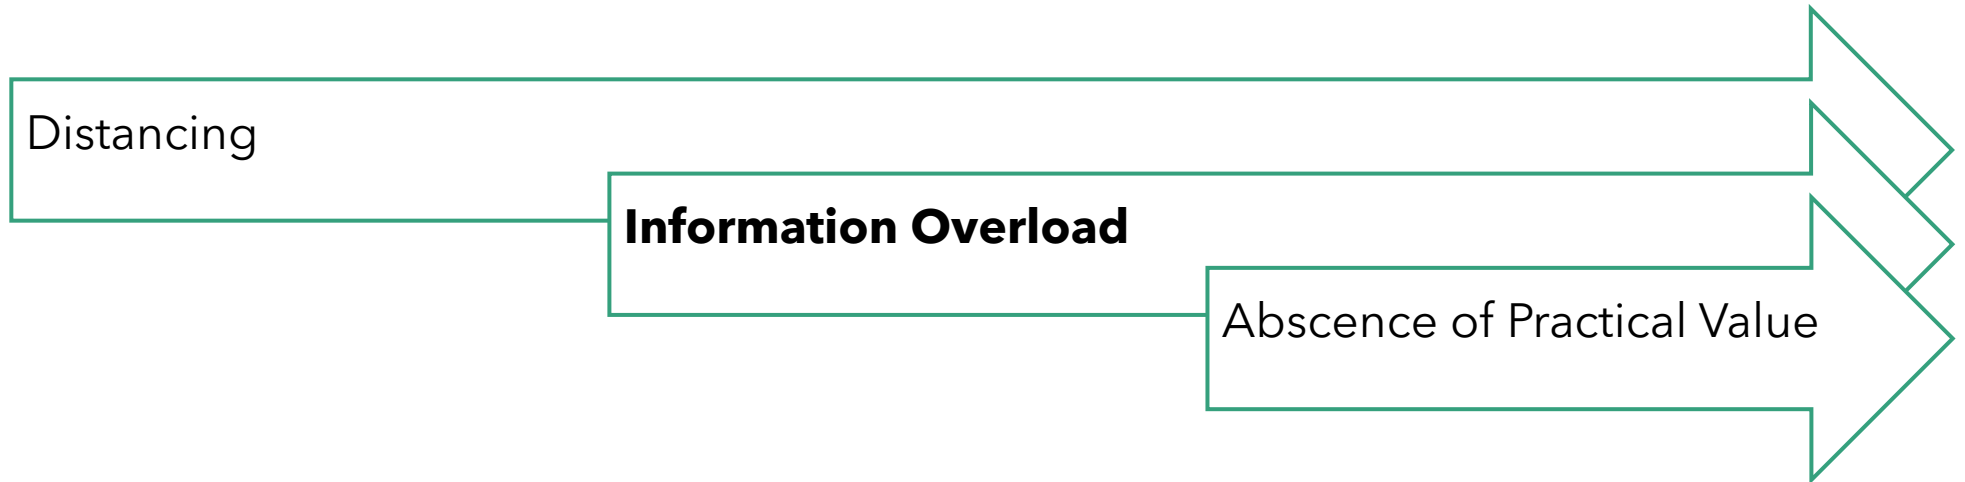 Distancing
Information Overload
Abscence of Practical Value